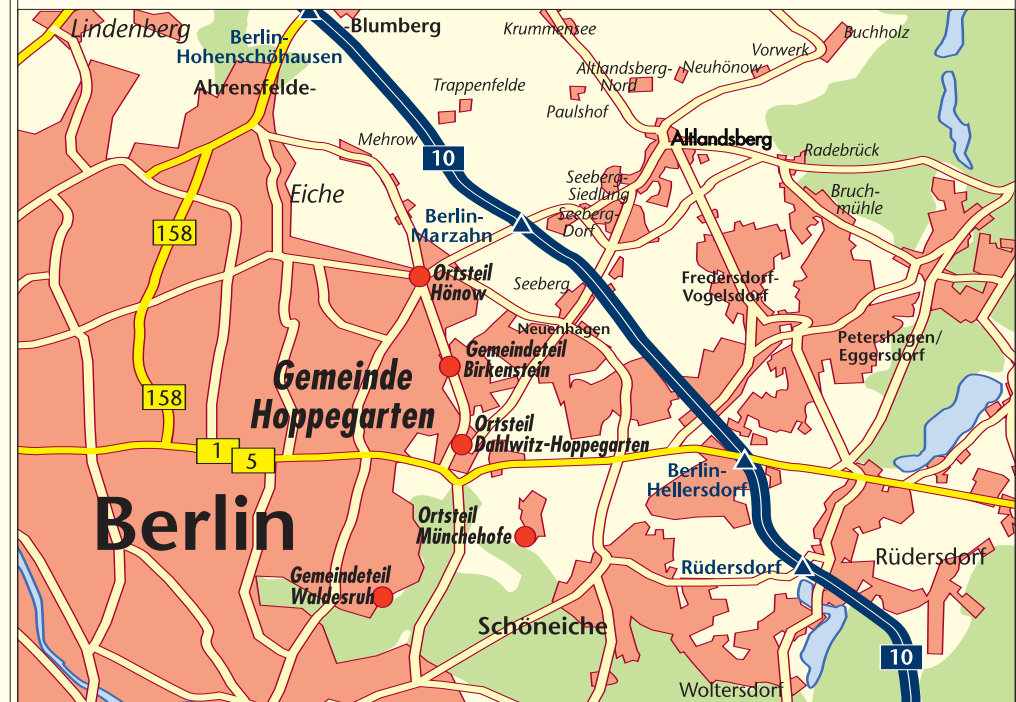 Lindenberg
-Blumberg
Krummensee
Buchholz
Berlin-
Hohenschöhausen
Vorwerk
Ahrensfelde-
Trappenfelde
Altlandsberg-
Nord
Neuhönow
Paulshof
Mehrow
Altlandsberg
10
Radebrück
Eiche
Seeberg-
Siedlung
Bruch-
mühle
Berlin-
Marzahn
Seeberg-
Dorf
158
Ortsteil
Hönow
Seeberg
Fredersdorf-
Vogelsdorf
Neuenhagen
Petershagen/
Eggersdorf
Gemeindeteil
Birkenstein
Gemeinde
Hoppegarten
158
Ortsteil
Dahlwitz-Hoppegarten
1
5
Berlin-
Hellersdorf
Berlin
Ortsteil
Münchehofe
Rüdersdorf
Rüdersdorf
Gemeindeteil
Waldesruh
Schöneiche
10
Woltersdorf